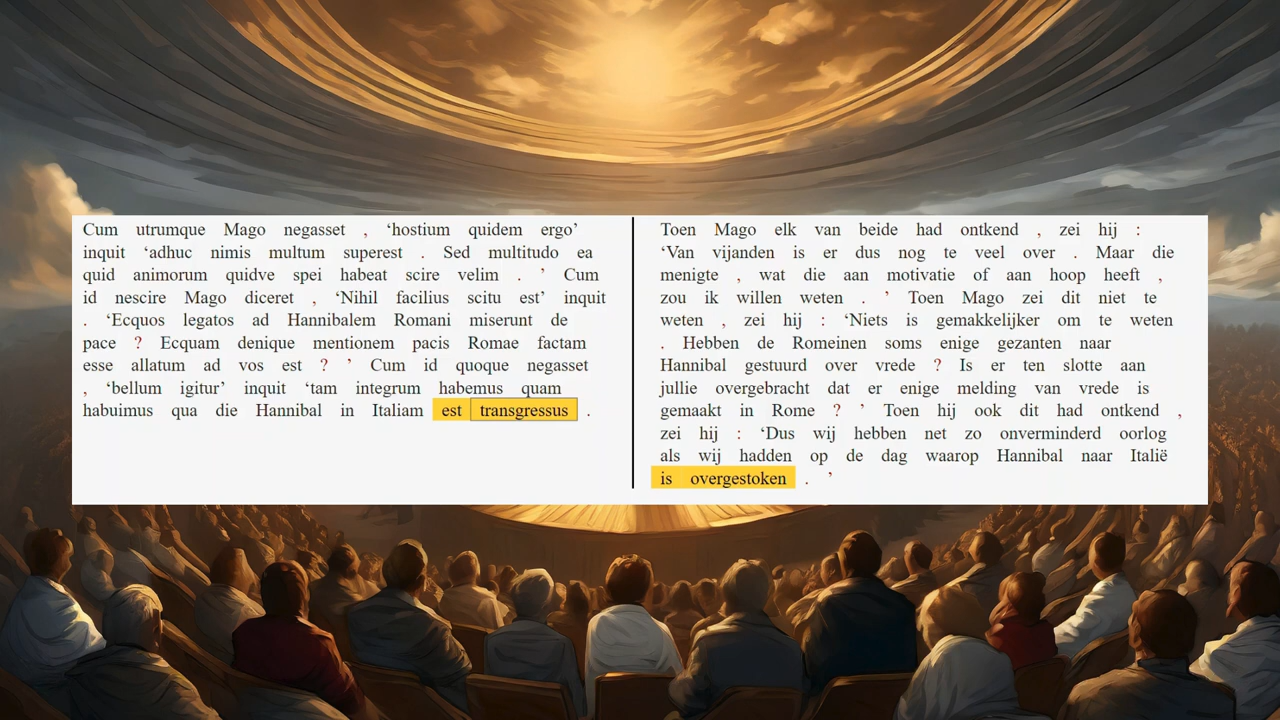 Cum utrumque Mago negasset , ‘hostium quidem ergo’
inquit ‘adhuc nimis multum superest . Sed multitudo ea
quid animorum quidve spei habeat scire velim . ’ Cum
id nescire Mago diceret , ‘Nihil facilius scitu est’ inquit
. ‘Ecquos legatos ad Hannibalem Romani miserunt de
pace ? Ecquam denique mentionem pacis Romae factam
esse allatum ad vos est ? ’ Cum id quoque negasset
, ‘bellum igitur’ inquit ‘tam integrum habemus quam
habuimus qua die Hannibal in Italiam est transgressus .
Toen Mago elk van beide had ontkend , zei hij :
‘Van vijanden is er dus nog te veel over . Maar die
menigte , wat die aan motivatie of aan hoop heeft ,
zou ik willen weten . ’ Toen Mago zei dit niet te
weten , zei hij : ‘Niets is gemakkelijker om te weten
. Hebben de Romeinen soms enige gezanten naar
Hannibal gestuurd over vrede ? Is er ten slotte aan
jullie overgebracht dat er enige melding van vrede is
gemaakt in Rome ? ’ Toen hij ook dit had ontkend ,
zei hij : ‘Dus wij hebben net zo onverminderd oorlog
als wij hadden op de dag waarop Hannibal naar Italië
is overgestoken . ’